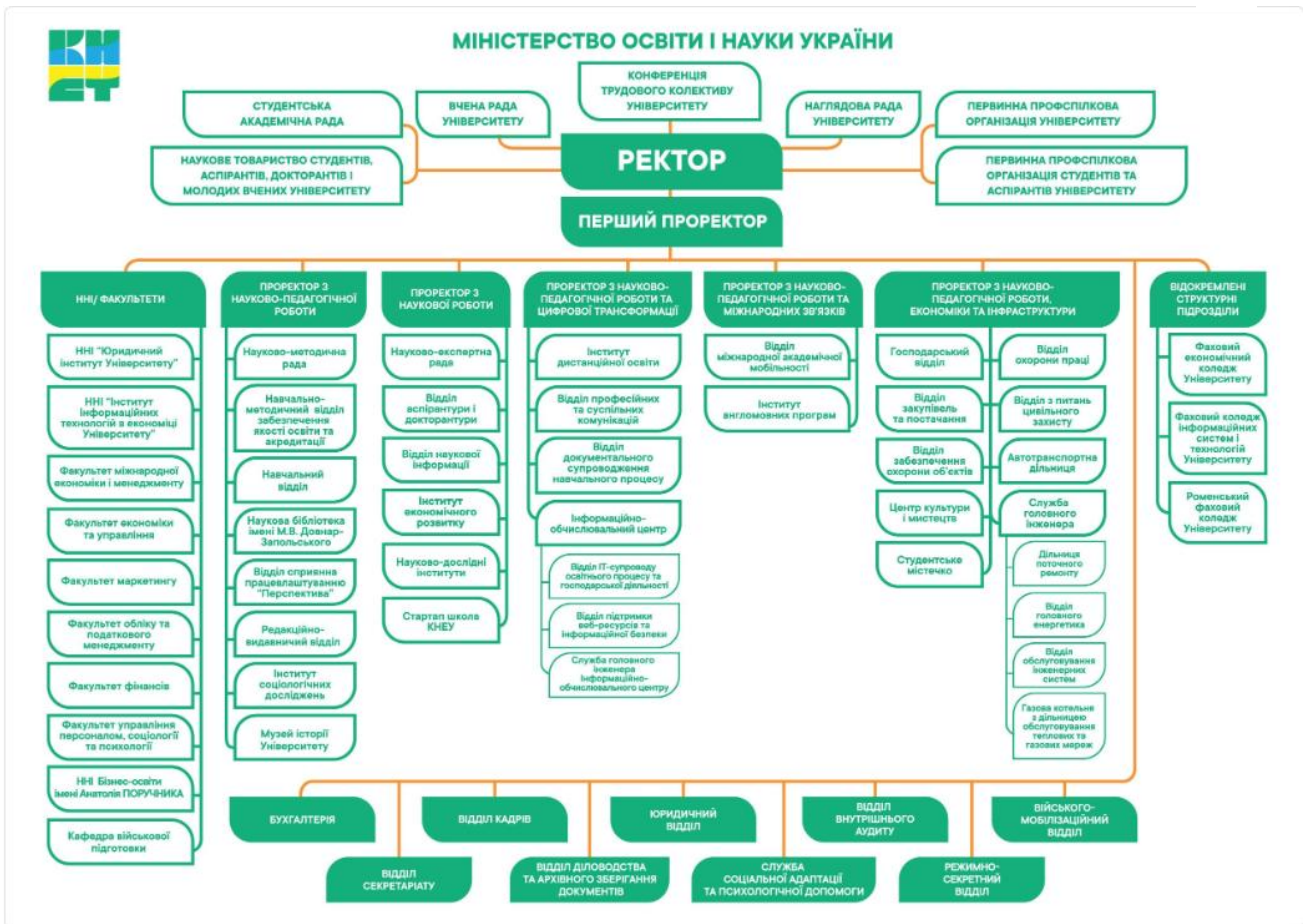 КНЕУ
МІНІСТЕРСТВО ОСВІТИ І НАУКИ УКРАЇНИ
СТУДЕНТСЬКА
АКАДЕМІЧНА РАДА
ВЧЕНА РАДА
УНІВЕРСИТЕТУ
КОНФЕРЕНЦІЯ
ТРУДОВОГО КОЛЕКТИВУ
УНІВЕРСИТЕТУ
НАГЛЯДОВА РАДА
УНІВЕРСИТЕТУ
ПЕРВИННА ПРОФСПІЛКОВА
ОРГАНІЗАЦІЯ УНІВЕРСИТЕТУ
НАУКОВЕ ТОВАРИСТВО СТУДЕНТІВ,
АСПІРАНТІВ, ДОКТОРАНТІВ І
МОЛОДИХ ВЧЕНИХ УНІВЕРСИТЕТУ
РЕКТОР
ПЕРВИННА ПРОФСПІЛКОВА
ОРГАНІЗАЦІЯ СТУДЕНТІВ ТА
АСПІРАНТІВ УНІВЕРСИТЕТУ
ПЕРШИЙ ПРОРЕКТОР
ННІ/ ФАКУЛЬТЕТИ
ННІ "Юридичний
інститут Університету"
ННІ "Інститут
інформаційних
технологій в економіці
Університету"
Факультет міжнародної
економіки і менеджменту
Факультет економіки
та управління
Факультет маркетингу
Факультет обліку та
податкового
менеджменту
Факультет фінансів
Факультет управління
персоналом, соціології
та психології
ННІ Бізнес-освіти
імені Анатолія ПОРУЧНИКА
Кафедра військової
підготовки
ПРОРЕКТОР З
НАУКОВО-ПЕДАГОГІЧНОЇ
РОБОТИ
Науково-методична
рада
Навчально-
методичний відділ
забезпечення
якості освіти та
акредитації
Навчальний
відділ
Наукова бібліотека
імені М.В. Довнар-
Запольського
Відділ сприяння
працевлаштуванню
"Перспектива"
Редакційно-
видавничий відділ
Інститут
соціологічних
досліджень
Музей історії
Університету
ПРОРЕКТОР З
НАУКОВОЇ РОБОТИ
Науково-експертна
рада
Відділ
аспірантури і
докторантури
Відділ наукової
інформації
Інститут
економічного
розвитку
Науково-дослідні
інститути
Стартап школа
КНЕУ
ПРОРЕКТОР З НАУКОВО-
ПЕДАГОГІЧНОЇ РОБОТИ ТА
ЦИФРОВОЇ ТРАНСФОРМАЦІЇ
Інститут
дистанційної освіти
Відділ професійних
та суспільних
комунікацій
Відділ
документального
супроводження
навчального процесу
Інформаційно-
обчислювальний центр
Відділ ІТ-супроводу
освітнього процесу та
господарської діяльності
Відділ підтримки
веб-ресурсів та
інформаційної безпеки
Служба головного
інженера
Інформаційно-
обчислювального центру
ПРОРЕКТОР З НАУКОВО-
ПЕДАГОГІЧНОЇ РОБОТИ ТА
МІЖНАРОДНИХ ЗВ'ЯЗКІВ
Відділ
міжнародної академічної
мобільності
Інститут
англомовних програм
ПРОРЕКТОР З НАУКОВО-
ПЕДАГОГІЧНОЇ РОБОТИ,
ЕКОНОМІКИ ТА ІНФРАСТРУКТУРИ
Господарський
відділ
Відділ
закупівель
та постачання
Відділ
забезпечення
охорони об'єктів
Центр культури
і мистецтв
Студентське
містечко
Відділ
охорони праці
Відділ з питань
цивільного
захисту
Автотранспортна
дільниця
Служба
головного
інженера
Дільниця
поточного
ремонту
Відділ
головного
енергетика
Відділ
обслуговування
інженерних
систем
Газова котельня
з дільницею
обслуговування
теплових та
газових мереж
ВІДОКРЕМЛЕНІ
СТРУКТУРНІ
ПІДРОЗДІЛИ
Фаховий
економічний
коледж
Університету
Фаховий коледж
інформаційних
систем і
технологій
Університету
Роменський
фаховий
коледж
Університету
БУХГАЛТЕРІЯ
ВІДДІЛ КАДРІВ
ЮРИДИЧНИЙ
ВІДДІЛ
ВІДДІЛ
ВНУТРІШНЬОГО
АУДИТУ
ВІЙСЬКОГО-
МОБІЛІЗАЦІЙНИЙ
ВІДДІЛ
ВІДДІЛ
СЕКРЕТАРІАТУ
ВІДДІЛ ДІЛОВОДСТВА
ТА АРХІВНОГО ЗБЕРІГАННЯ
ДОКУМЕНТІВ
СЛУЖБА
СОЦІАЛЬНОЇ АДАПТАЦІЇ
ТА ПСИХОЛОГІЧНОЇ ДОПОМОГИ
РЕЖИМНО-
СЕКРЕТНИЙ
ВІДДІЛ